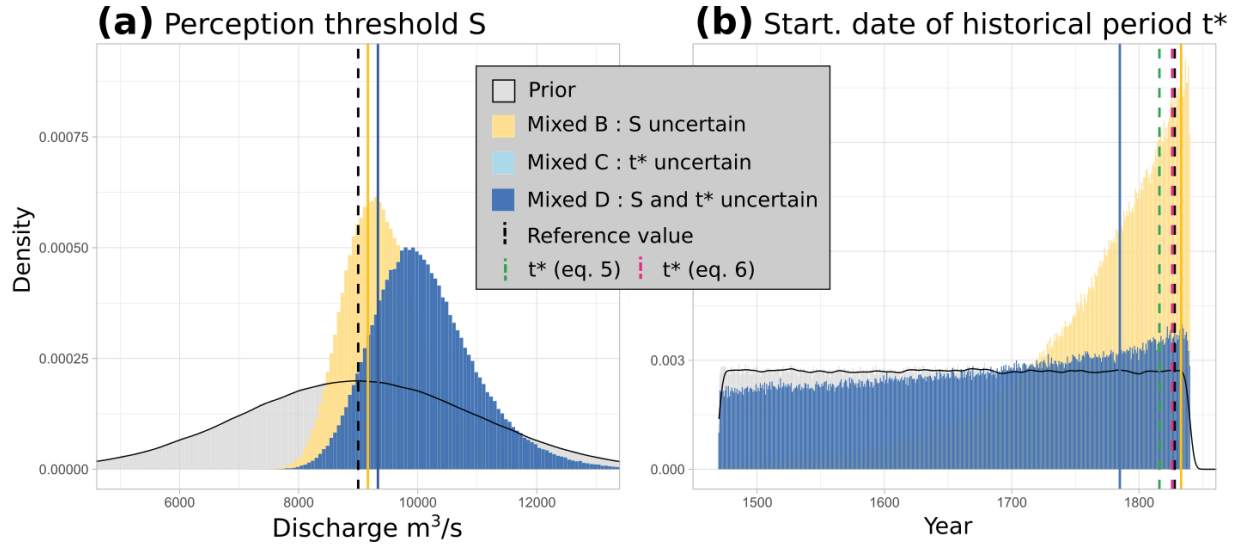 (a) Perception threshold S
(b) Start. date of historical period t*
Prior
Mixed B : S uncertain
Mixed C : t* uncertain
Mixed D : S and t* uncertain
Reference value
t* (eq. 5) t* (eq. 6)
Density
0.00075
0.00050
0.00025
0.00000
6000 8000 10000 12000
Discharge m³/s
0.003
0.000
1500 1600 1700 1800
Year